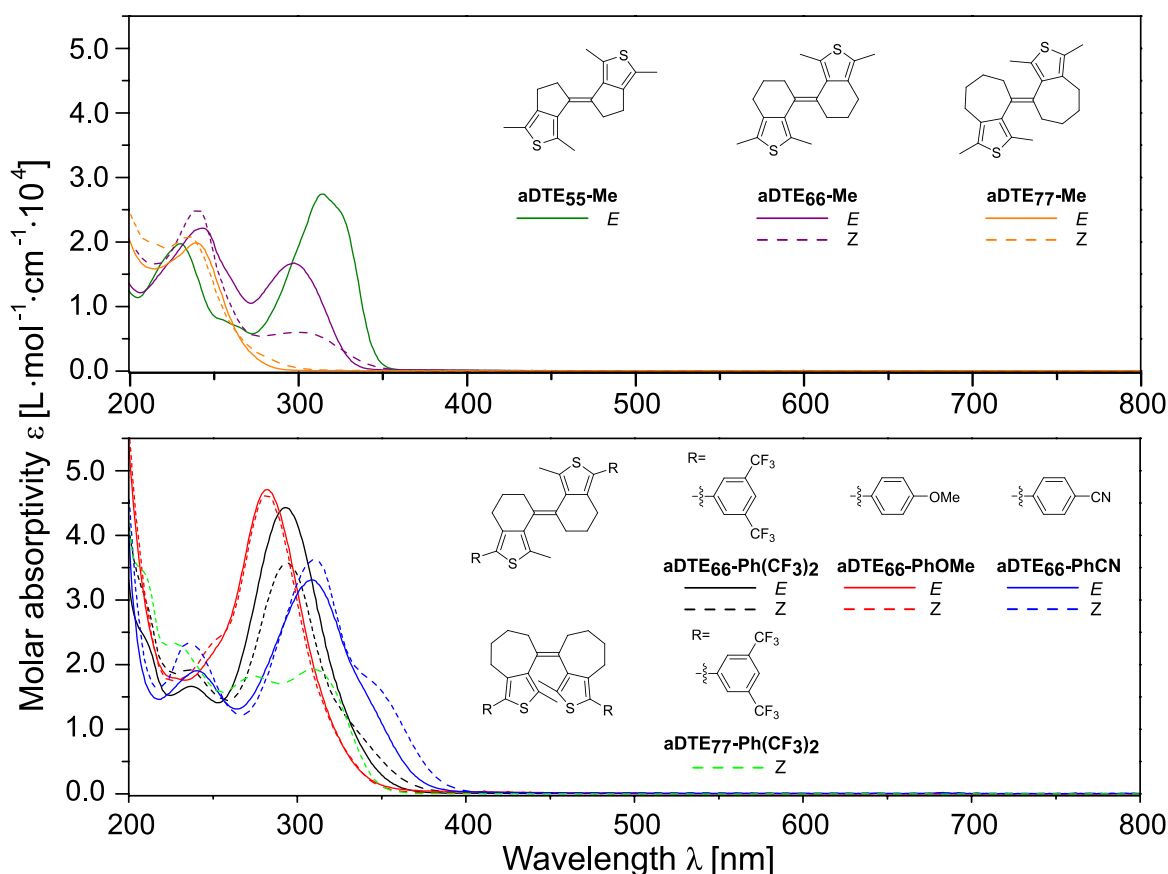 Molar absorptivity ε [L·mol⁻¹·cm⁻¹·10⁴]
5.0
4.0
3.0
2.0
1.0
0.0
S
S
S
S
S
S
aDTE55-Me
aDTE66-Me
aDTE77-Me
E
E
Z
E
Z
200 300 400 500 600 700 800
5.0
4.0
3.0
2.0
1.0
0.0
S
R
R
S
R=
CF3
CF3
OMe
CN
aDTE66-Ph(CF3)2
aDTE66-PhOMe
aDTE66-PhCN
E
Z
E
Z
E
Z
R
S
S
R
R=
CF3
CF3
aDTE77-Ph(CF3)2
Z
200 300 400 500 600 700 800
Wavelength λ [nm]